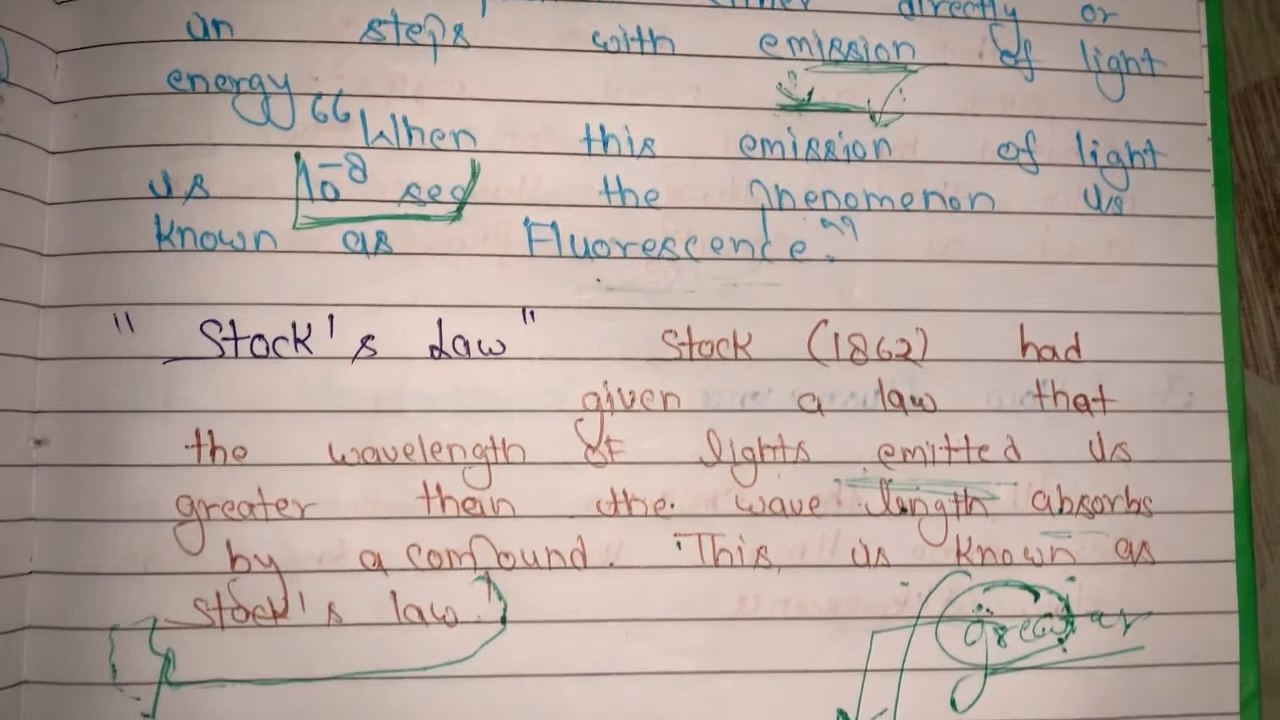 directly or
in steps with emission of light
energy "When this emission of light
is 10⁻⁸ sec the phenomenon is
known as Fluorescence."
" Stock's Law " Stock (1862) had
given a law that
the wavelength of lights emitted is
greater than the wave length absorbs
by a compound. This is known as
Stock's law.
greater